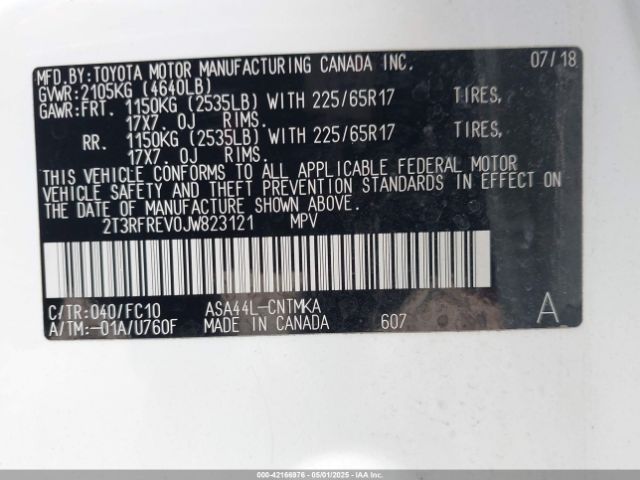 MFD.BY:TOYOTA MOTOR MANUFACTURING CANADA INC. 07/18
GVWR:2105KG (4640LB)
GAWR:FRT. 1150KG (2535LB) WITH 225/65R17 TIRES,
17X7.0J RIMS.
RR. 1150KG (2535LB) WITH 225/65R17 TIRES,
17X7.0J RIMS.
THIS VEHICLE CONFORMS TO ALL APPLICABLE FEDERAL MOTOR
VEHICLE SAFETY AND THEFT PREVENTION STANDARDS IN EFFECT ON
THE DATE OF MANUFACTURE SHOWN ABOVE.
2T3RFREV0JW823121 MPV
C/TR:040/FC10 ASA44L-CNTMKA
A/TM:-01A/U760F MADE IN CANADA 607 A
000-42166976 - 05/01/2025 - IAAI.com